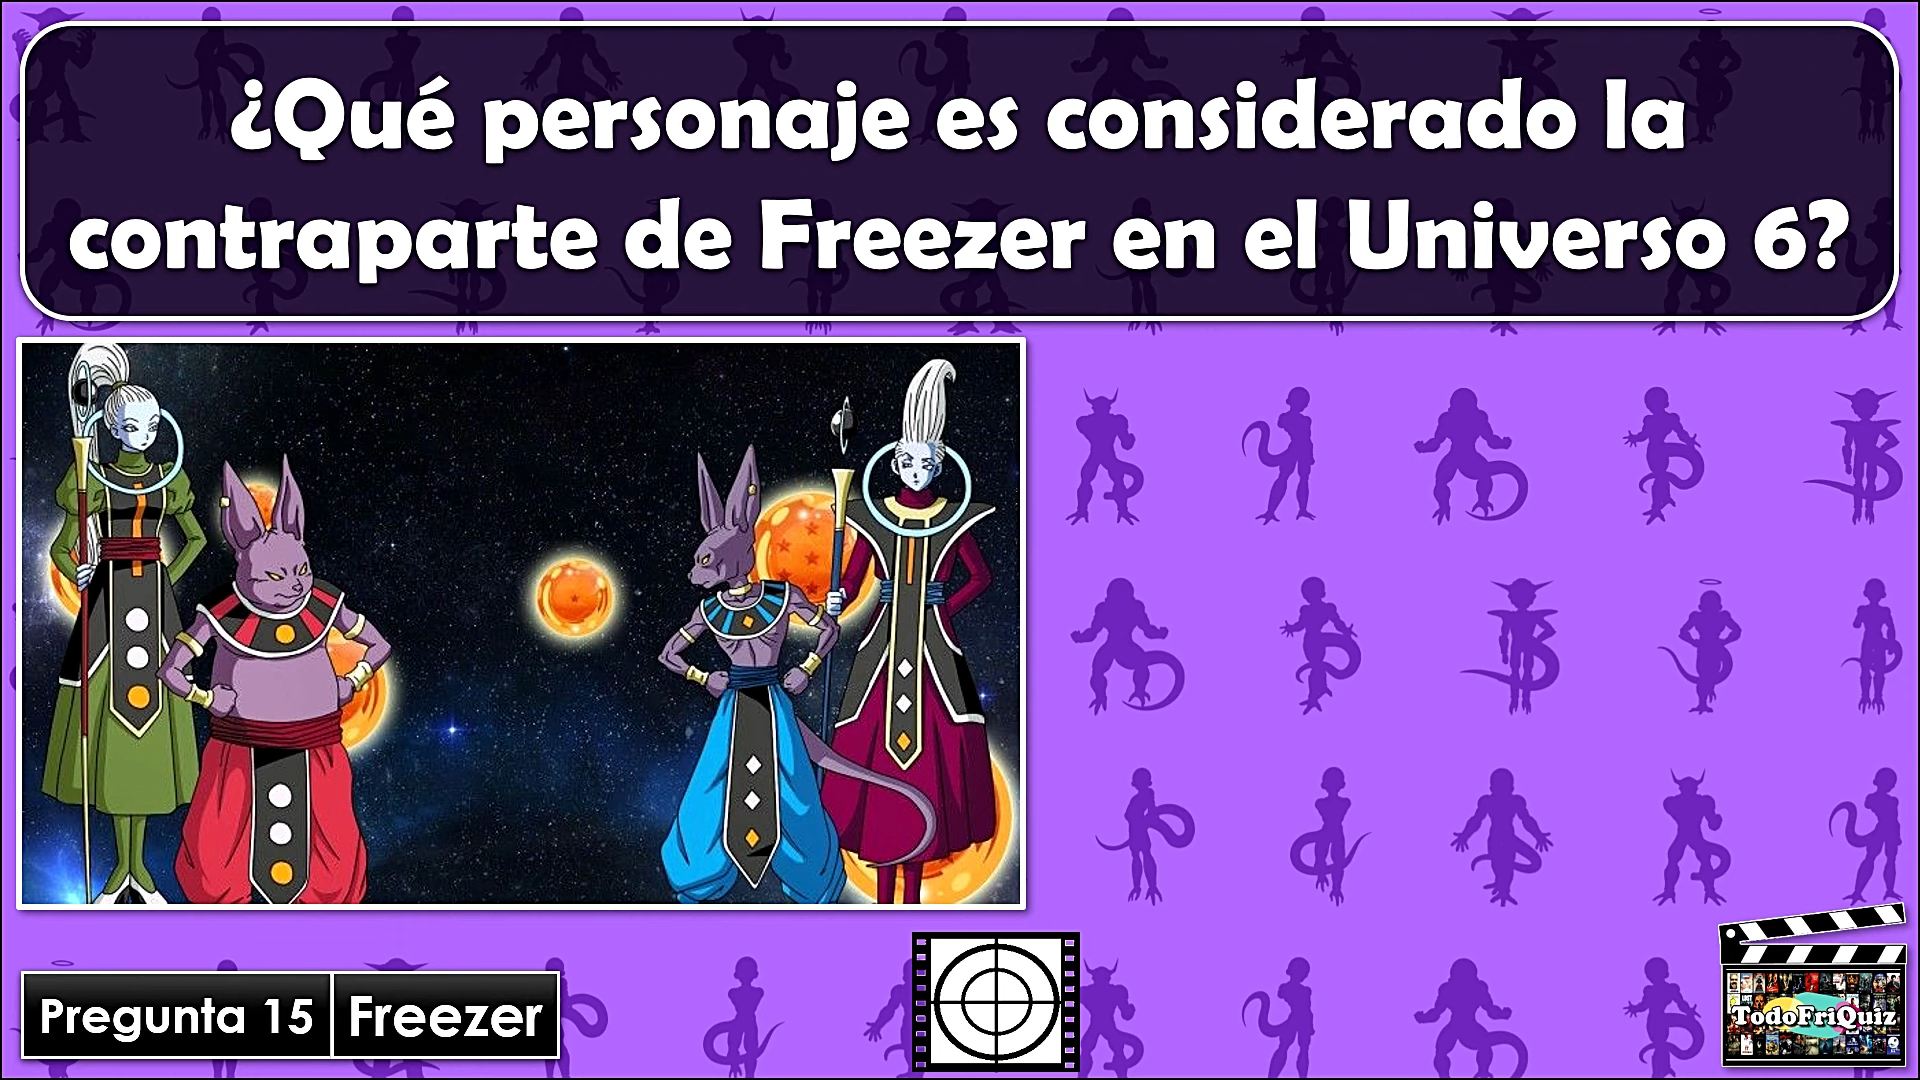 ¿Qué personaje es considerado la
contraparte de Freezer en el Universo 6?
Pregunta 15
Freezer
TodoFriQuiz